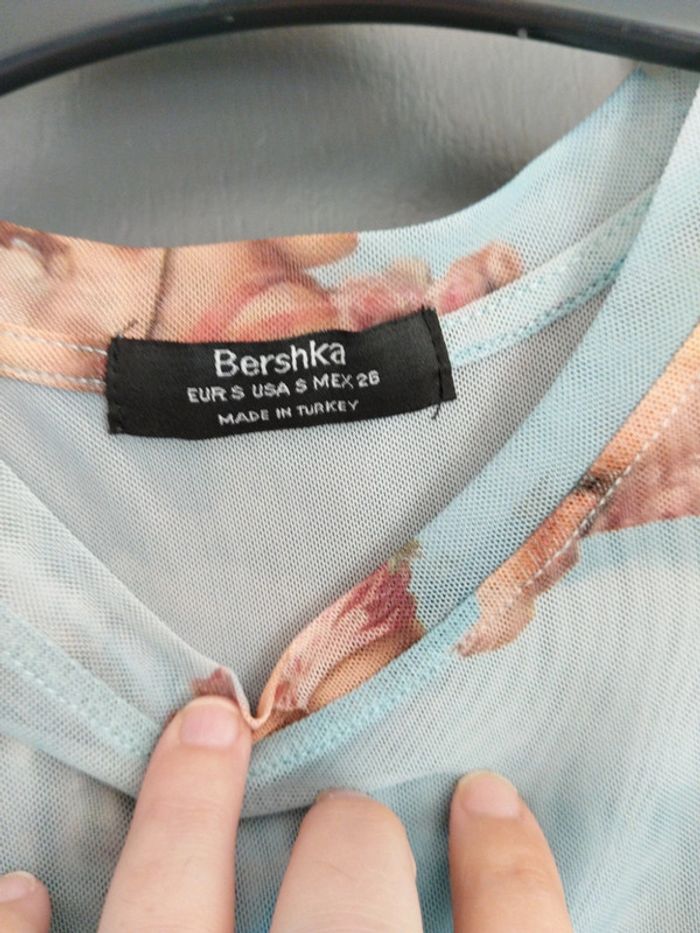 Bershka
EUR S USA S MEX 26
MADE IN TURKEY